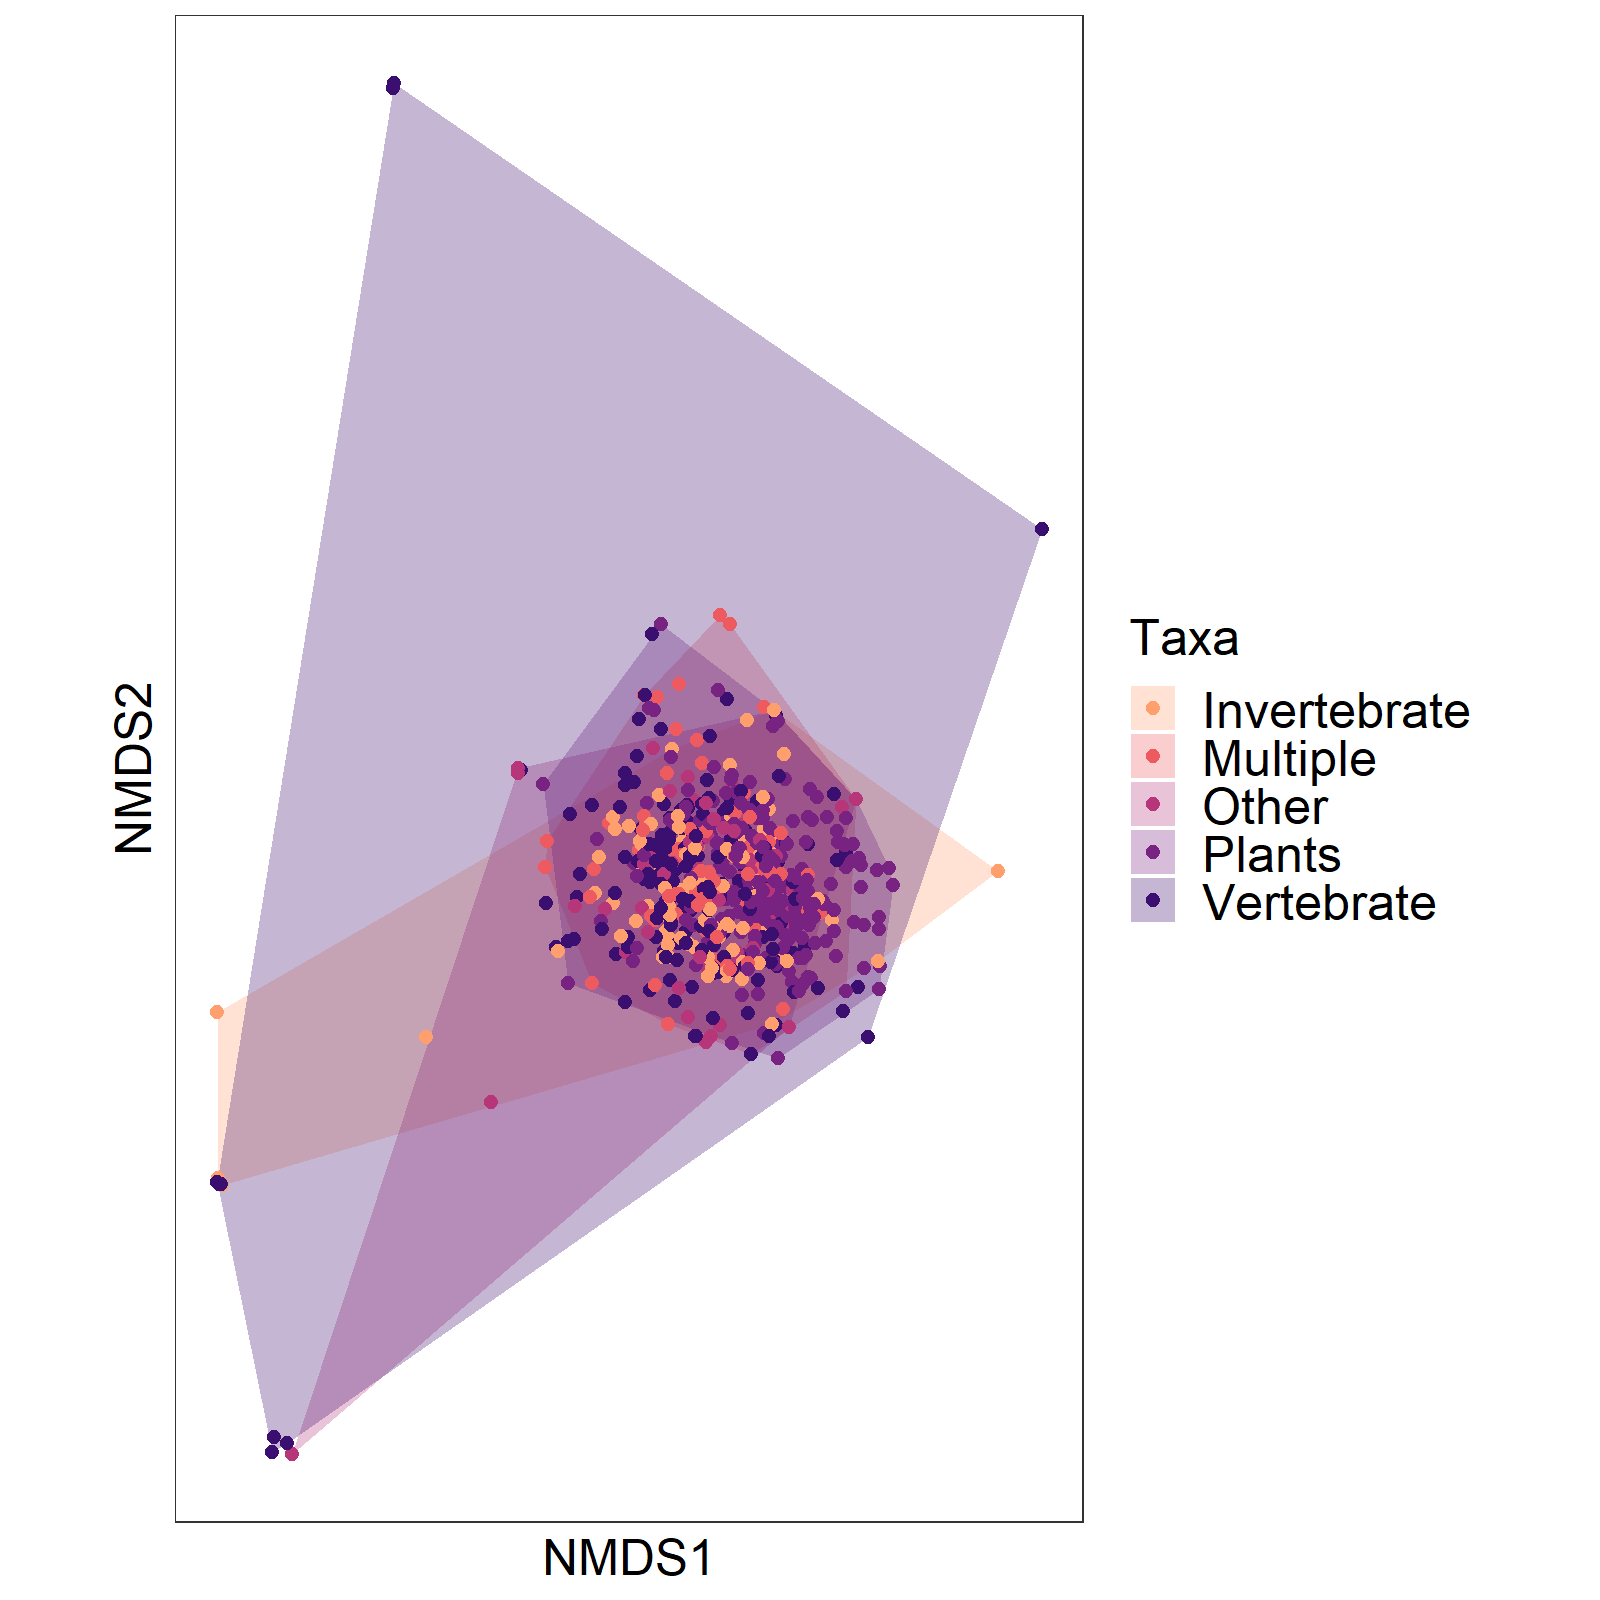 NMDS2
NMDS1
Taxa
Invertebrate
Multiple
Other
Plants
Vertebrate